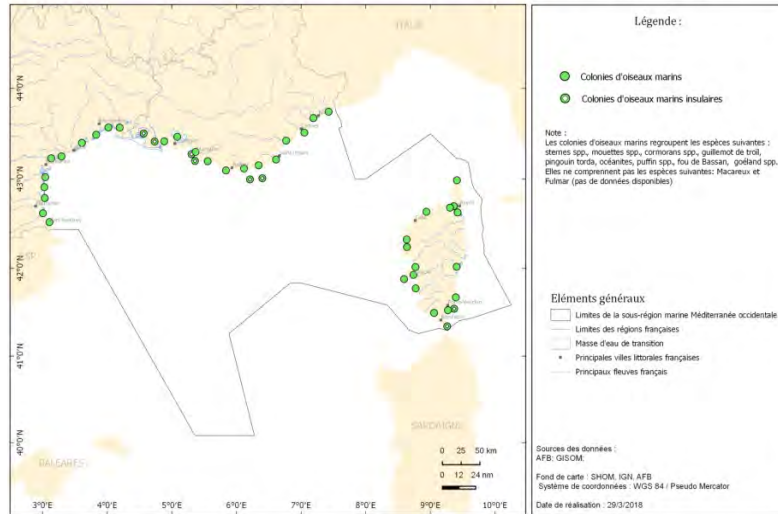 ITALIE
44°0'N
43°0'N
42°0'N
41°0'N
40°0'N
SARDAIGNE
BALEARES
0 25 50 km
0 12 24 nm
3°0'E 4°0'E 5°0'E 6°0'E 7°0'E 8°0'E 9°0'E 10°0'E
Légende :
Colonies d'oiseaux marins
Colonies d'oiseaux marins insulaires
Note :
Les colonies d'oiseaux marins regroupent les espèces suivantes :
sternes spp., mouettes spp., cormorans spp., guillemot de troïl,
pingouin torda, océanites, puffin spp., fou de Bassan, goéland spp.
Elles ne comprennent pas les espèces suivantes: Macareux et
Fulmar (pas de données disponibles)
Eléments généraux
Limites de la sous-région marine Méditerranée occidentale
Limites des régions françaises
Masse d'eau de transition
Principales villes littorales françaises
Principaux fleuves français
Sources des données :
AFB; GISOM;
Fond de carte : SHOM, IGN, AFB
Système de coordonnées : WGS 84 / Pseudo Mercator
Date de réalisation : 29/3/2018